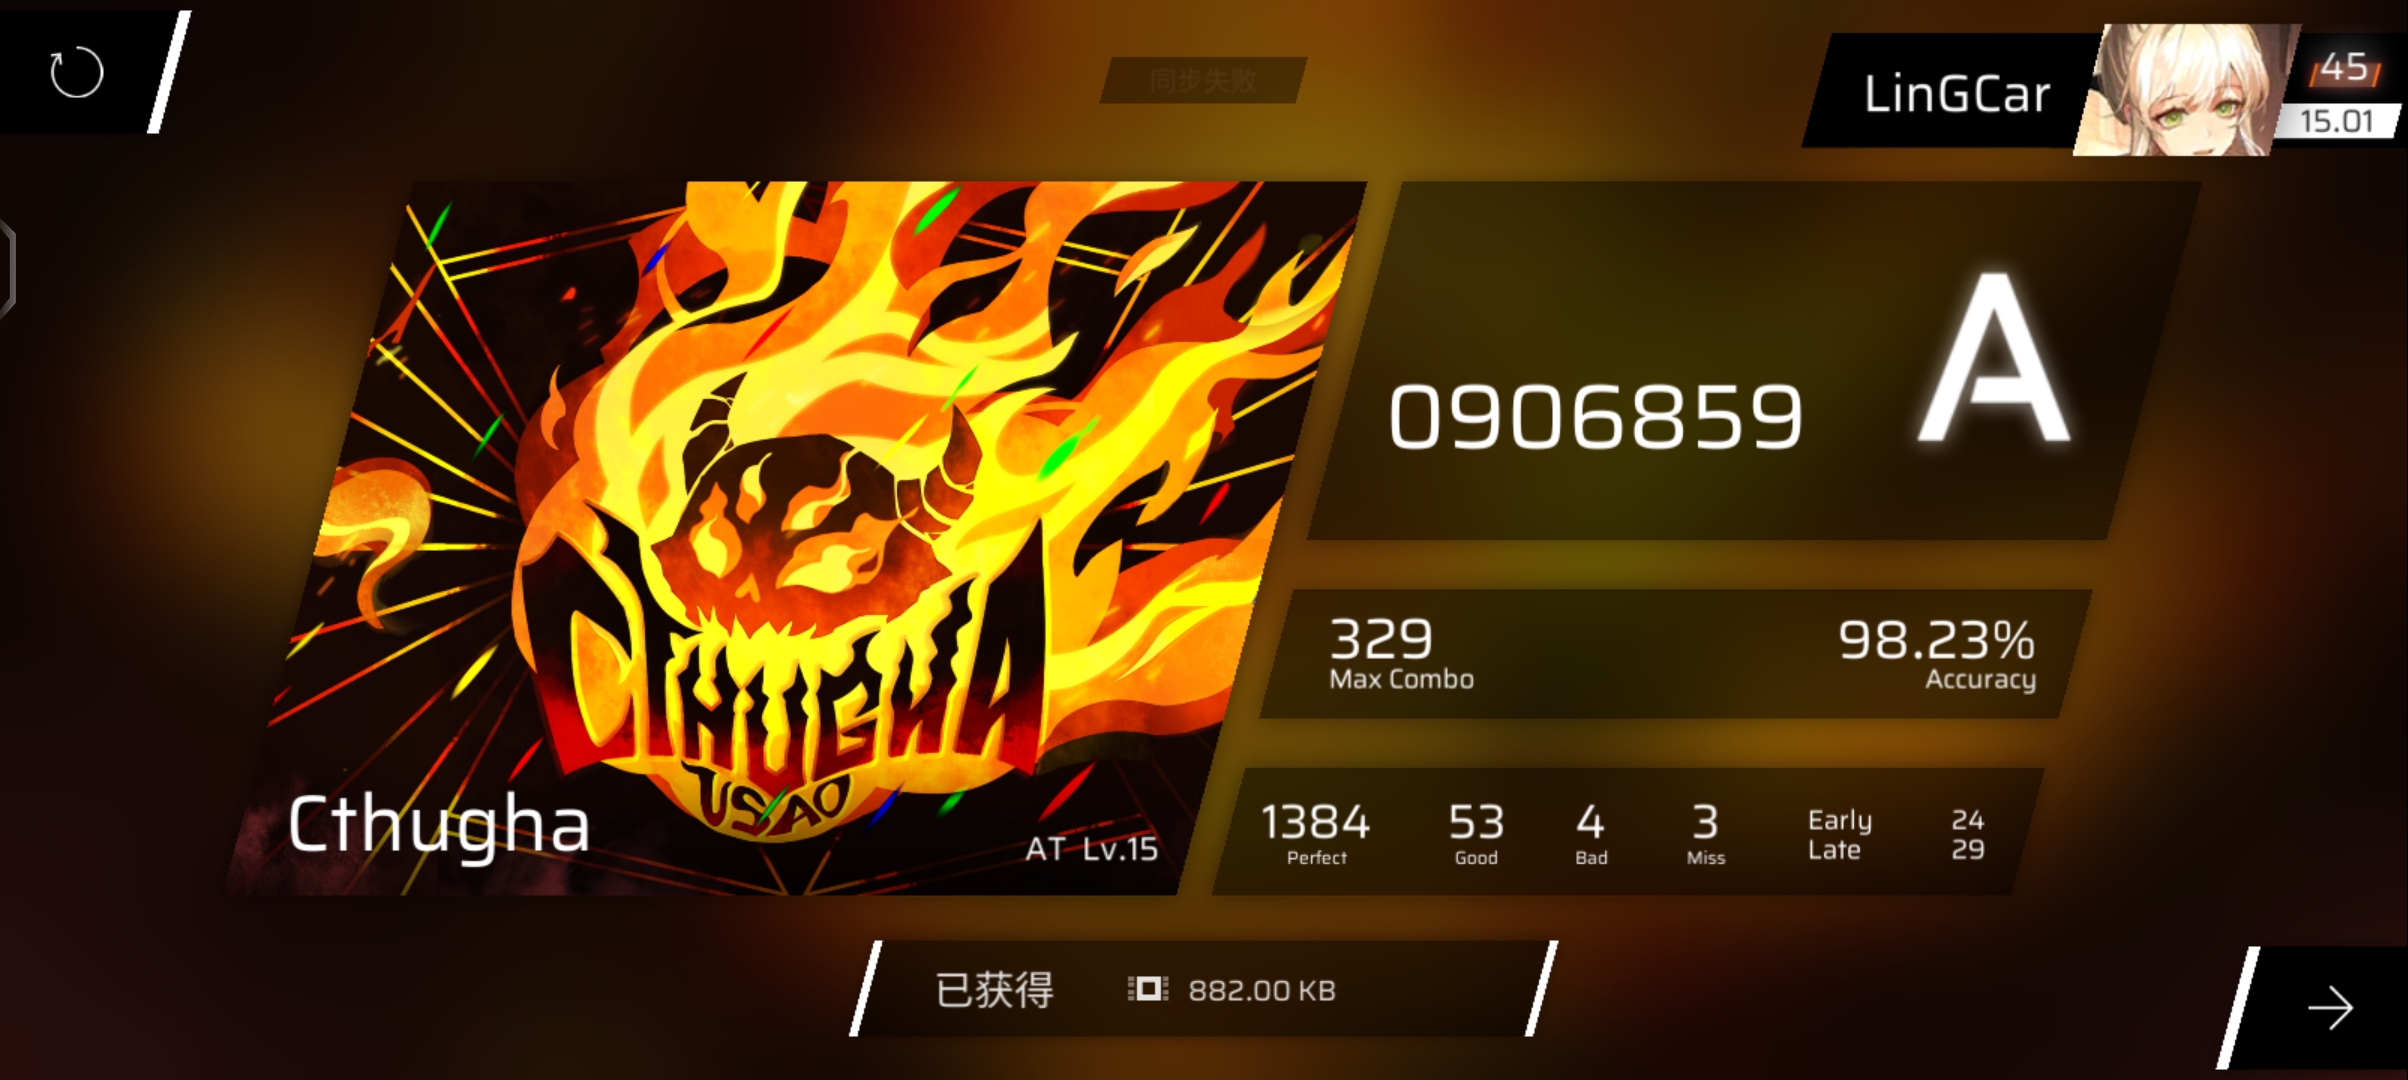 同步失败
LinGCar
45
15.01
0906859
A
329
Max Combo
98.23%
Accuracy
CTHUGHA
USAO
Cthugha
AT Lv.15
1384
Perfect
53
Good
4
Bad
3
Miss
Early 24
Late 29
已获得 882.00 KB